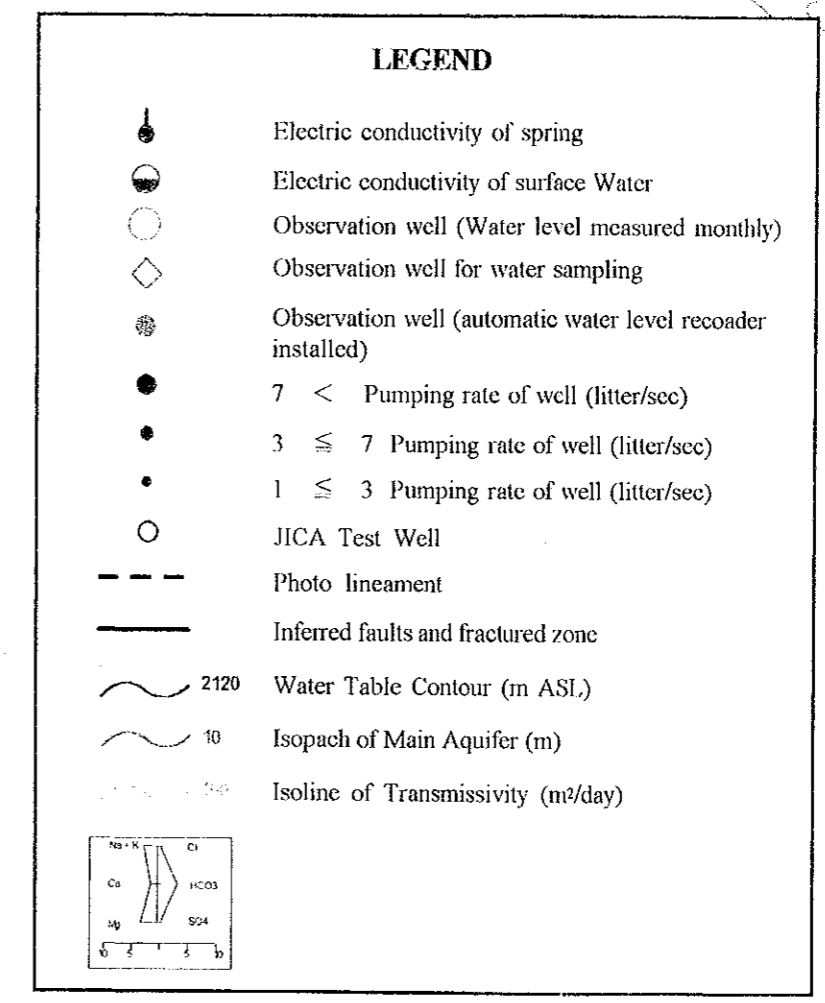 LEGEND
Electric conductivity of spring
Electric conductivity of surface Water
Observation well (Water level measured monthly)
Observation well for water sampling
Observation well (automatic water level recoader
installed)
7 < Pumping rate of well (litter/sec)
3 ≦ 7 Pumping rate of well (litter/sec)
1 ≦ 3 Pumping rate of well (litter/sec)
JICA Test Well
Photo lineament
Inferred faults and fractured zone
2120 Water Table Contour (m ASL)
10 Isopach of Main Aquifer (m)
Isoline of Transmissivity (m²/day)
Na + K Cl
Ca HCO3
Mg SO4
10 5 5 10